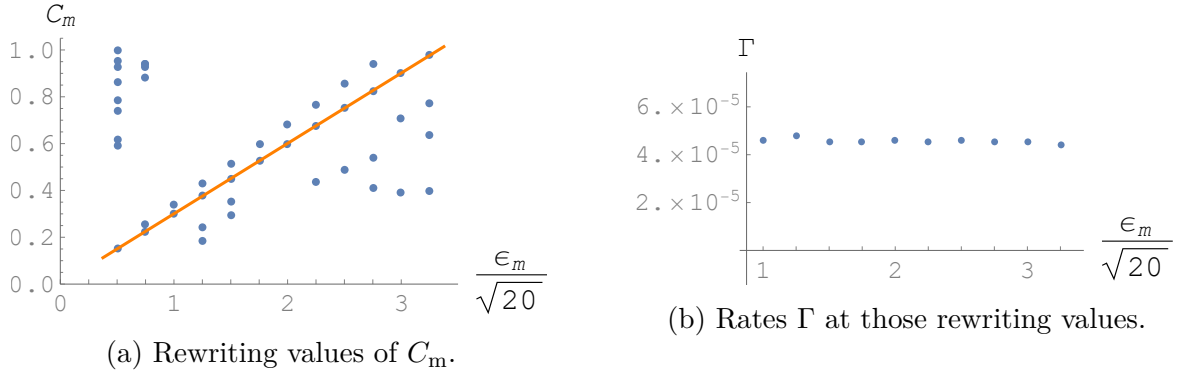 C_m
1.0
0.8
0.6
0.4
0.2
0.0
0 1 2 3
ϵ_m
√20
(a) Rewriting values of C_m.
Γ
6.×10⁻⁵
4.×10⁻⁵
2.×10⁻⁵
1 2 3
ϵ_m
√20
(b) Rates Γ at those rewriting values.